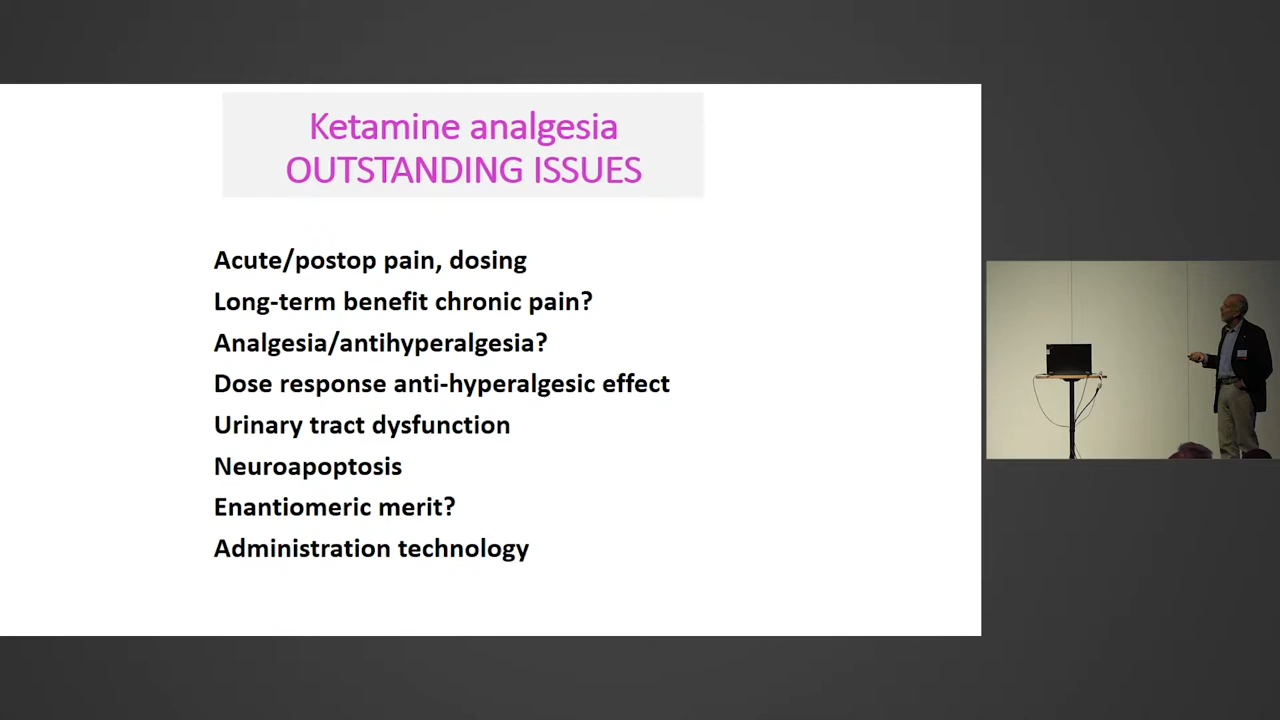 Ketamine analgesia
OUTSTANDING ISSUES
Acute/postop pain, dosing
Long-term benefit chronic pain?
Analgesia/antihyperalgesia?
Dose response anti-hyperalgesic effect
Urinary tract dysfunction
Neuroapoptosis
Enantiomeric merit?
Administration technology